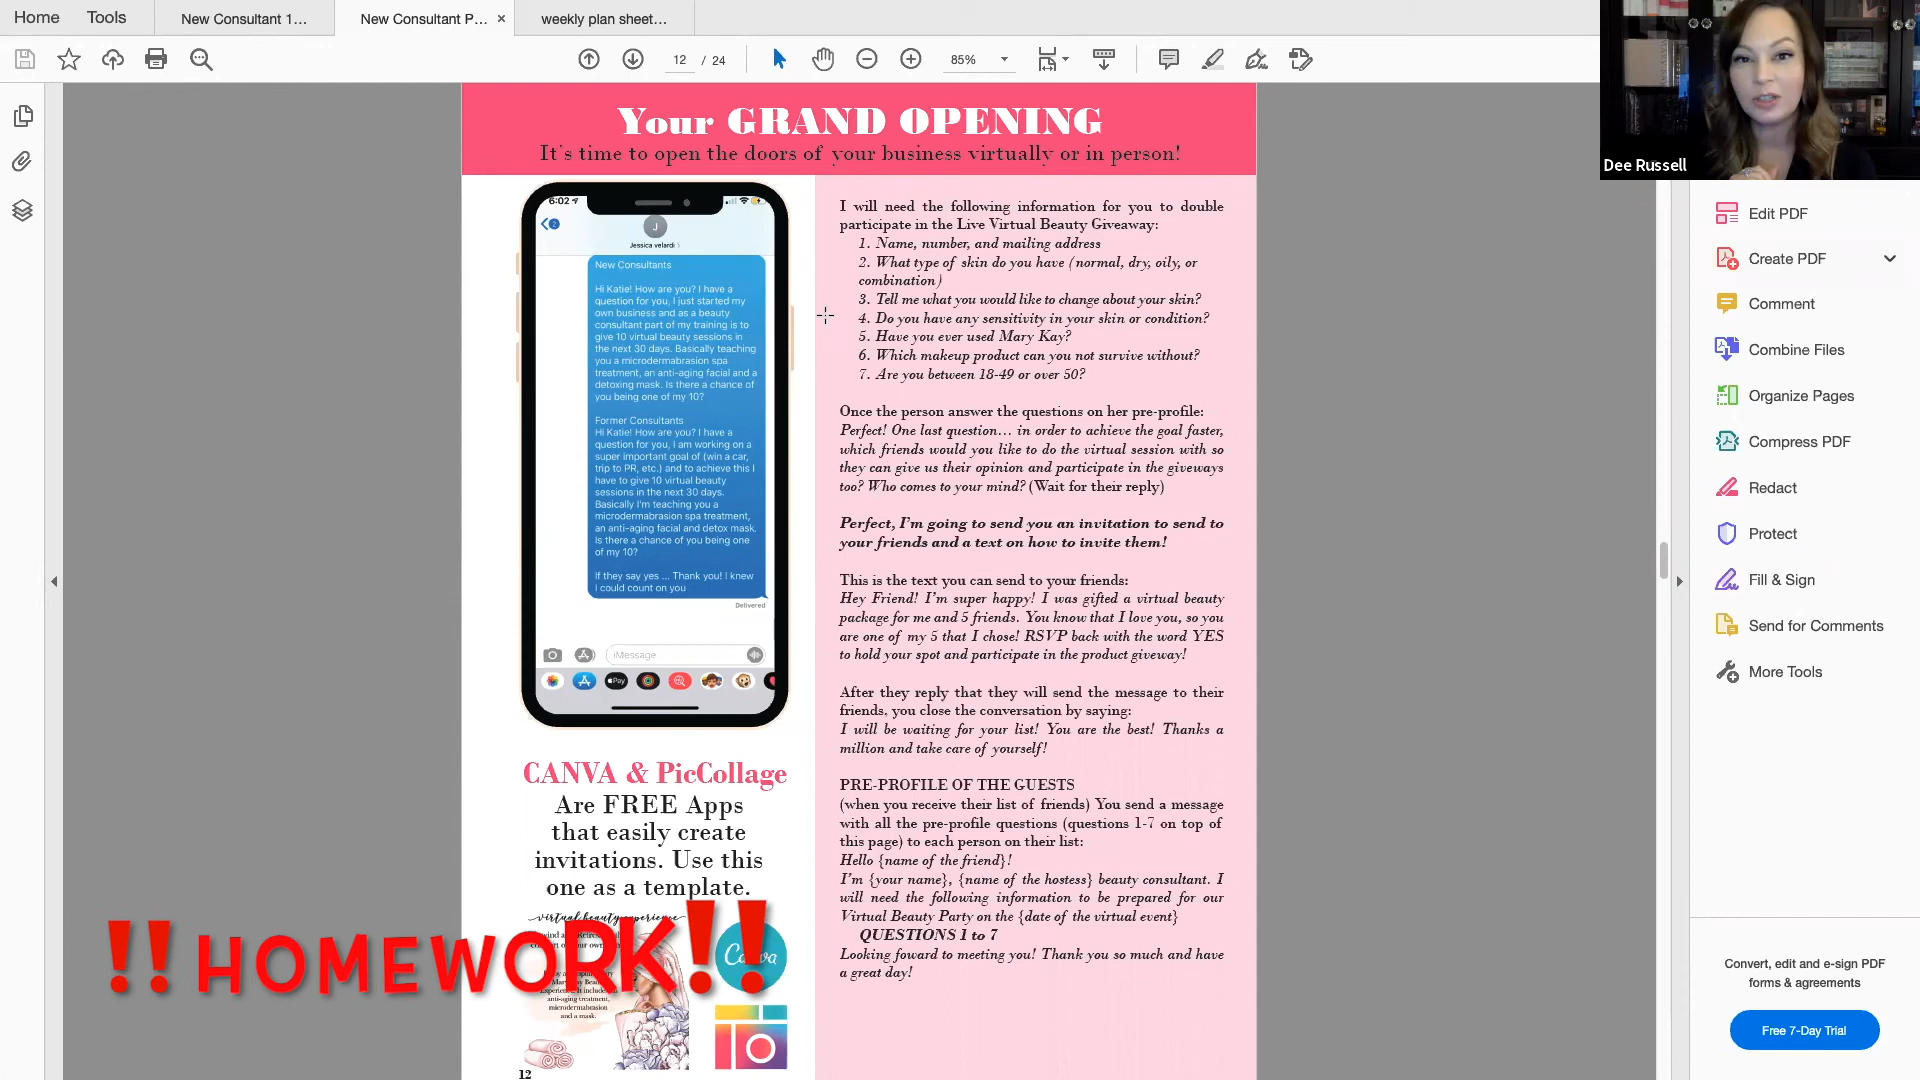 Home
Tools
New Consultant 1...
New Consultant P...
weekly plan sheet...
12 / 24
85%
Dee Russell
Your GRAND OPENING
It's time to open the doors of your business virtually or in person!
6:02
2
J
Jessica velardi
New Consultants
Hi Katie! How are you? I have a
question for you, I just started my
own business and as a beauty
consultant part of my training is to
give 10 virtual beauty sessions in
the next 30 days. Basically teaching
you a microdermabrasion spa
treatment, an anti-aging facial and a
detoxing mask. Is there a chance of
you being one of my 10?
Former Consultants
Hi Katie! How are you? I have a
question for you, I am working on a
super important goal of (win a car,
trip to PR, etc.) and to achieve this I
have to give 10 virtual beauty
sessions in the next 30 days.
Basically I'm teaching you a
microdermabrasion spa treatment,
an anti-aging facial and detox mask.
Is there a chance of you being one
of my 10?
If they say yes ... Thank you! I knew
I could count on you
Delivered
iMessage
Pay
CANVA & PicCollage
Are FREE Apps
that easily create
invitations. Use this
one as a template.
virtual beauty experience
anti-aging treatment,
microdermabrasion
and a mask.
Canva
!!HOMEWORK!!
12
I will need the following information for you to double
participate in the Live Virtual Beauty Giveaway:
1. Name, number, and mailing address
2. What type of skin do you have (normal, dry, oily, or
combination)
3. Tell me what you would like to change about your skin?
4. Do you have any sensitivity in your skin or condition?
5. Have you ever used Mary Kay?
6. Which makeup product can you not survive without?
7. Are you between 18-49 or over 50?
Once the person answer the questions on her pre-profile:
Perfect! One last question... in order to achieve the goal faster,
which friends would you like to do the virtual session with so
they can give us their opinion and participate in the giveways
too? Who comes to your mind? (Wait for their reply)
Perfect, I'm going to send you an invitation to send to
your friends and a text on how to invite them!
This is the text you can send to your friends:
Hey Friend! I'm super happy! I was gifted a virtual beauty
package for me and 5 friends. You know that I love you, so you
are one of my 5 that I chose! RSVP back with the word YES
to hold your spot and participate in the product giveway!
After they reply that they will send the message to their
friends, you close the conversation by saying:
I will be waiting for your list! You are the best! Thanks a
million and take care of yourself!
PRE-PROFILE OF THE GUESTS
(when you receive their list of friends) You send a message
with all the pre-profile questions (questions 1-7 on top of
this page) to each person on their list:
Hello {name of the friend}!
I'm {your name}, {name of the hostess} beauty consultant. I
will need the following information to be prepared for our
Virtual Beauty Party on the {date of the virtual event}
QUESTIONS 1 to 7
Looking foward to meeting you! Thank you so much and have
a great day!
Edit PDF
Create PDF
Comment
Combine Files
Organize Pages
Compress PDF
Redact
Protect
Fill & Sign
Send for Comments
More Tools
Convert, edit and e-sign PDF
forms & agreements
Free 7-Day Trial